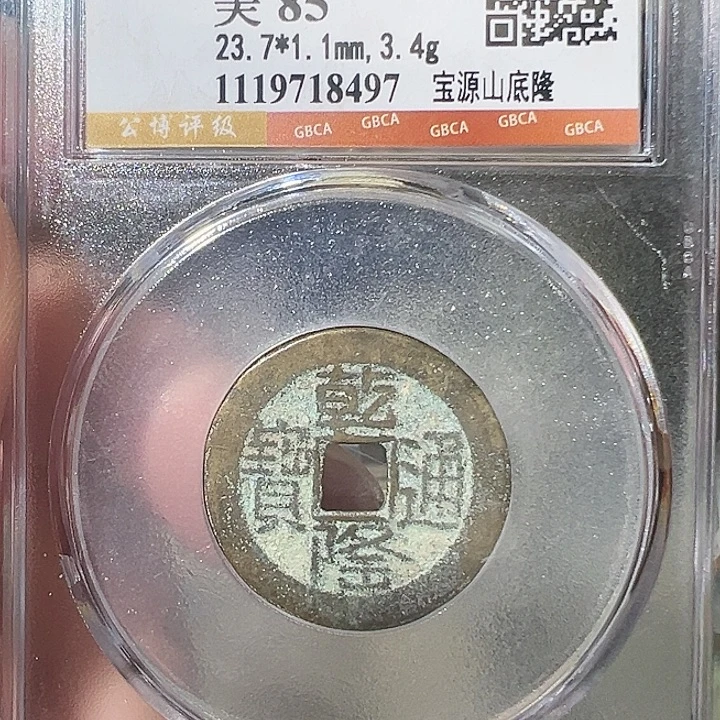 美 85
23.7*1.1mm,3.4g
1119718497 宝源山底隆
公博评级 GBCA GBCA GBCA GBCA GBCA
乾隆通寶
GBCA